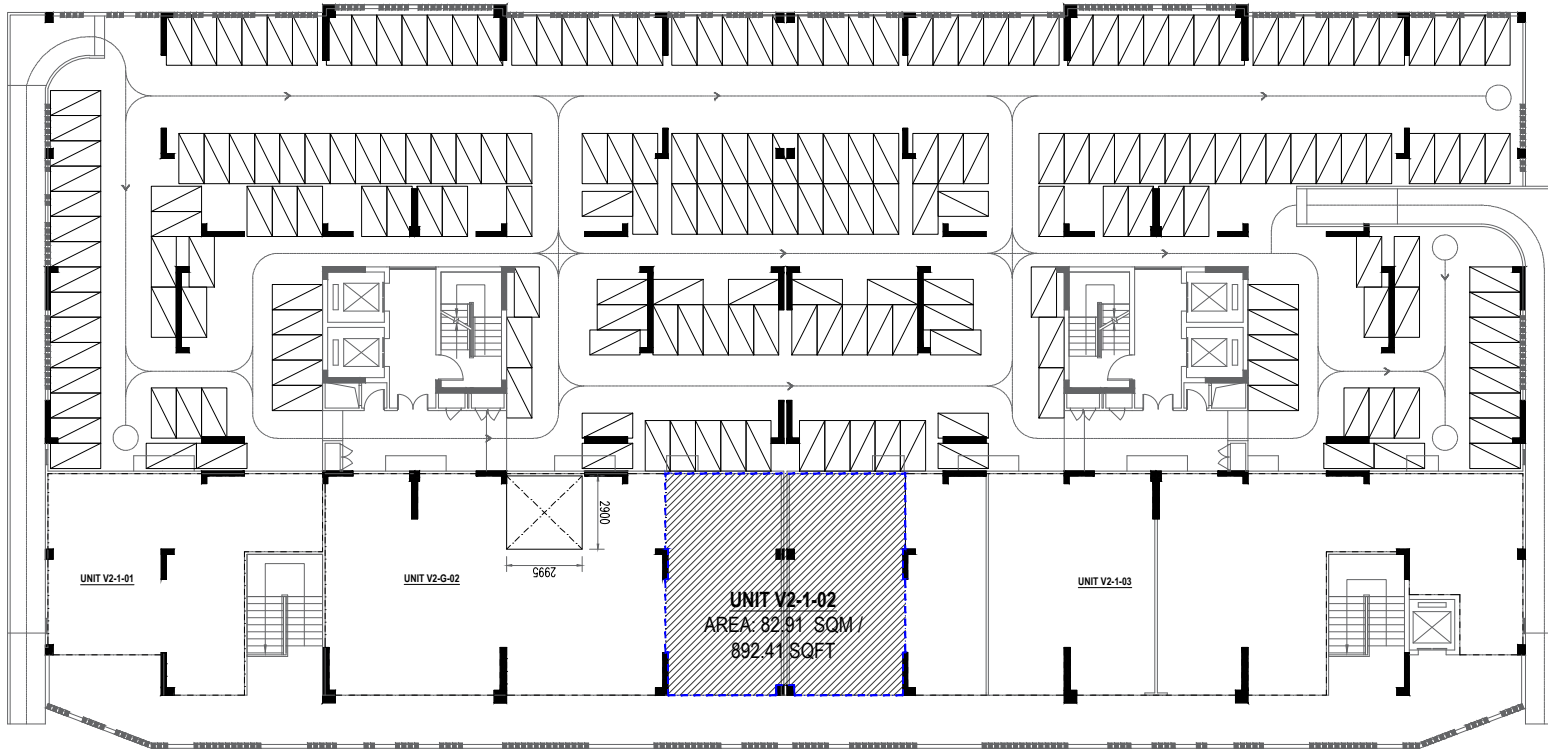 2900
2995
UNIT V2-1-01
UNIT V2-G-02
UNIT V2-1-03
UNIT V2-1-02
AREA: 82.91 SQM /
892.41 SQFT